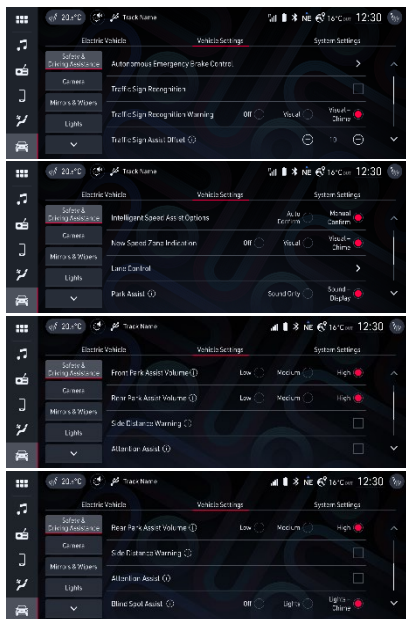 20.5°C Track Name NE 16°C 12:30
Electric Vehicle Vehicle Settings System Settings
Safety &
Driving Assistance
Camera
Mirrors & Wipers
Lights
Autonomous Emergency Brake Control
Traffic Sign Recognition
Traffic Sign Recognition Warning Off Visual Visual +
Chime
Traffic Sign Assist Offset 10
20.5°C Track Name NE 16°C 12:30
Electric Vehicle Vehicle Settings System Settings
Safety &
Driving Assistance
Camera
Mirrors & Wipers
Lights
Intelligent Speed Assist Options Auto
Confirm Manual
Confirm
New Speed Zone Indication Off Visual Visual +
Chime
Lane Control
Park Assist Sound Only Sound +
Display
20.5°C Track Name NE 16°C 12:30
Electric Vehicle Vehicle Settings System Settings
Safety &
Driving Assistance
Camera
Mirrors & Wipers
Lights
Front Park Assist Volume Low Medium High
Rear Park Assist Volume Low Medium High
Side Distance Warning
Attention Assist
20.5°C Track Name NE 16°C 12:30
Electric Vehicle Vehicle Settings System Settings
Safety &
Driving Assistance
Camera
Mirrors & Wipers
Lights
Rear Park Assist Volume Low Medium High
Side Distance Warning
Attention Assist
Blind Spot Assist Off Lights Lights +
Chime